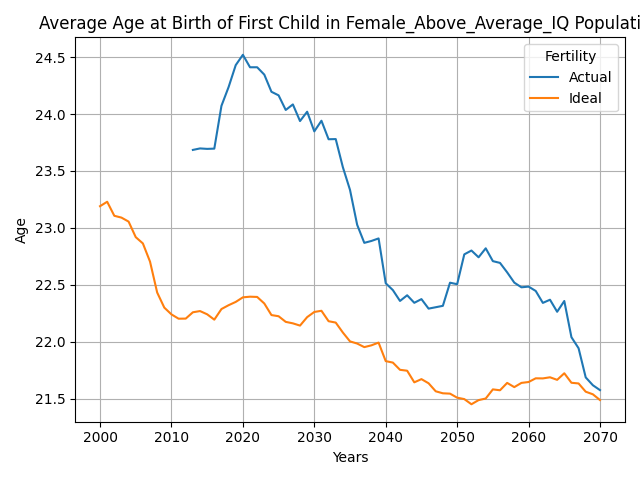 Average Age at Birth of First Child in Female_Above_Average_IQ Populati
Fertility
Actual
Ideal
24.5
24.0
23.5
23.0
22.5
22.0
21.5
Age
2000 2010 2020 2030 2040 2050 2060 2070
Years